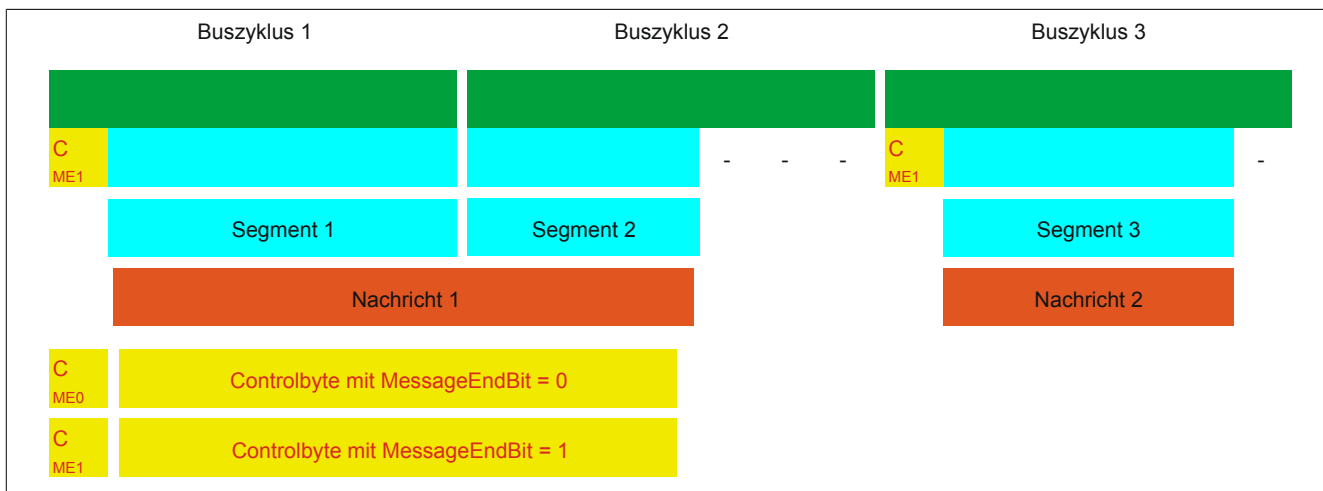 Buszyklus 1 Buszyklus 2 Buszyklus 3
C - - - C -
ME1 ME1
Segment 1 Segment 2 Segment 3
Nachricht 1 Nachricht 2
C
ME0 Controlbyte mit MessageEndBit = 0
C
ME1 Controlbyte mit MessageEndBit = 1